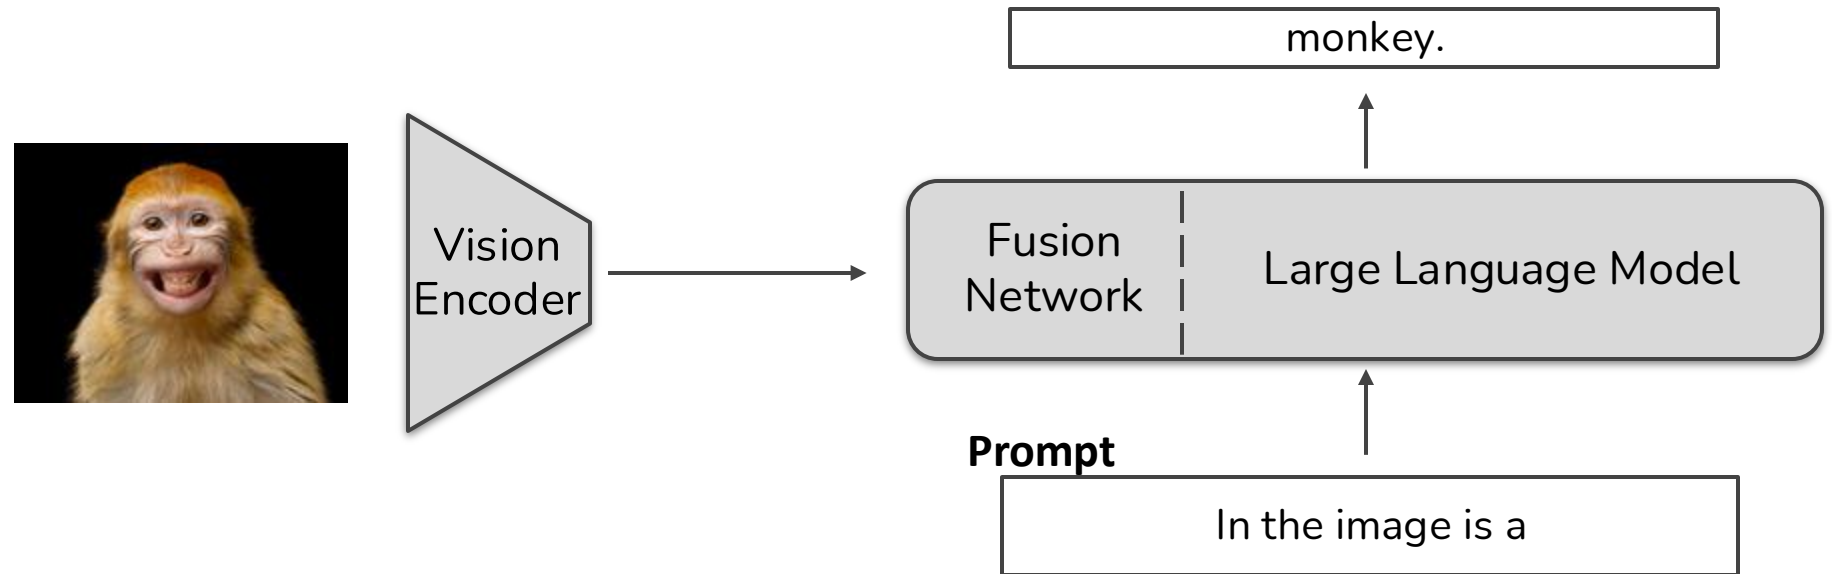 monkey.
Vision
Encoder
Fusion
Network
Large Language Model
Prompt
In the image is a